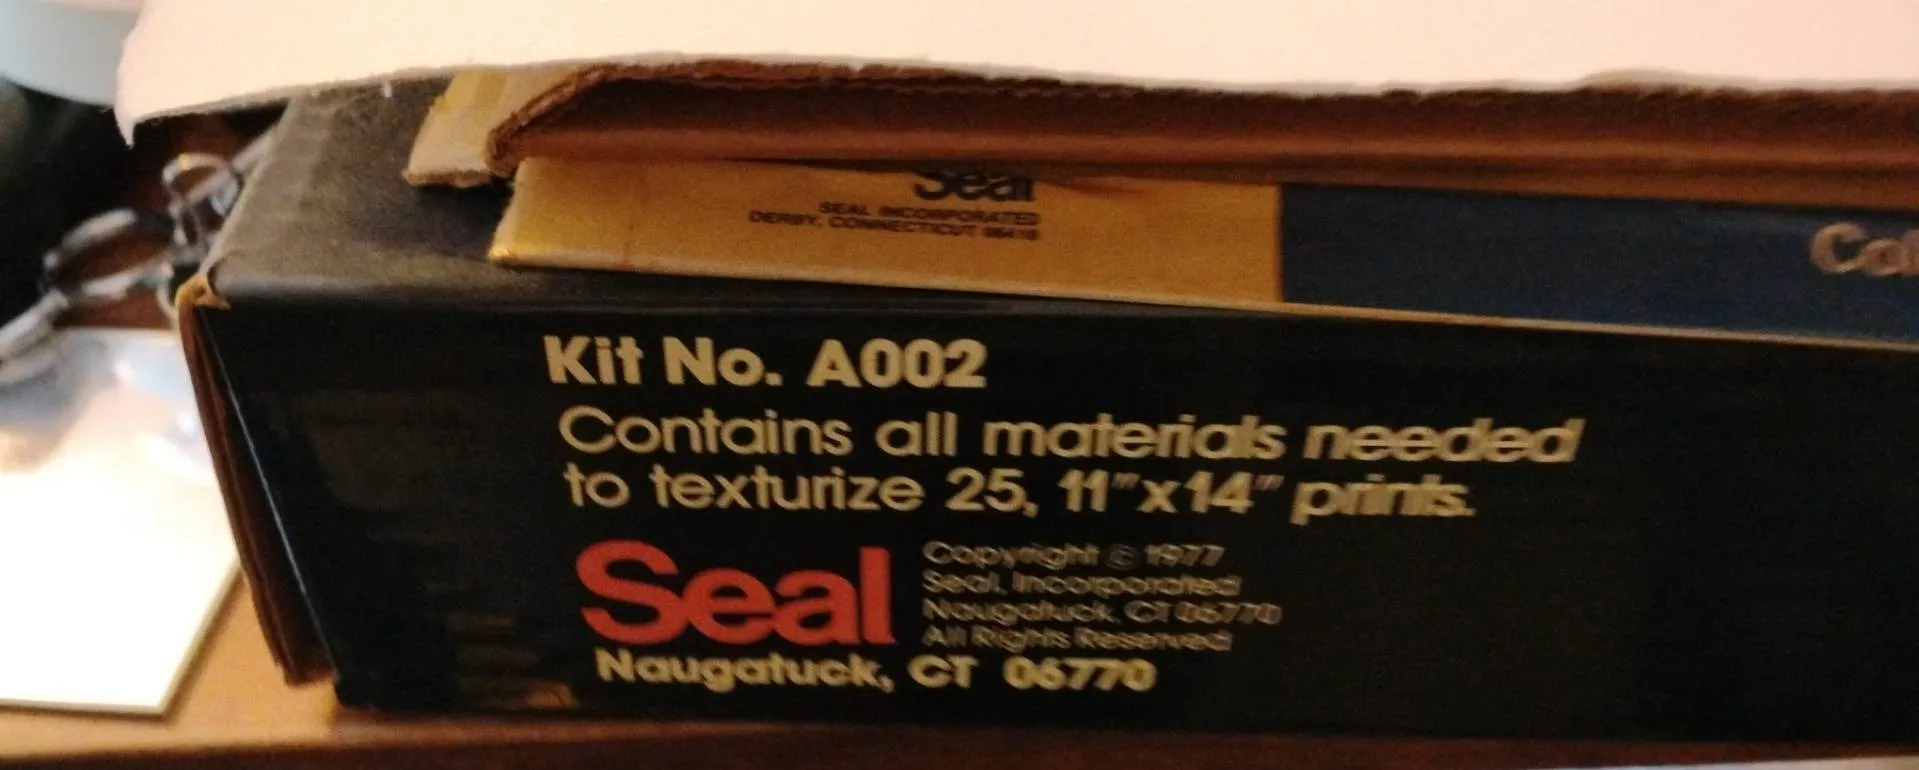 Seal
SEAL INCORPORATED
DERBY, CONNECTICUT
Kit No. A002
Contains all materials needed
to texturize 25, 11"x14" prints.
Seal
Copyright © 1977
Seal, Incorporated
Naugatuck, CT 06770
All Rights Reserved
Naugatuck, CT 06770